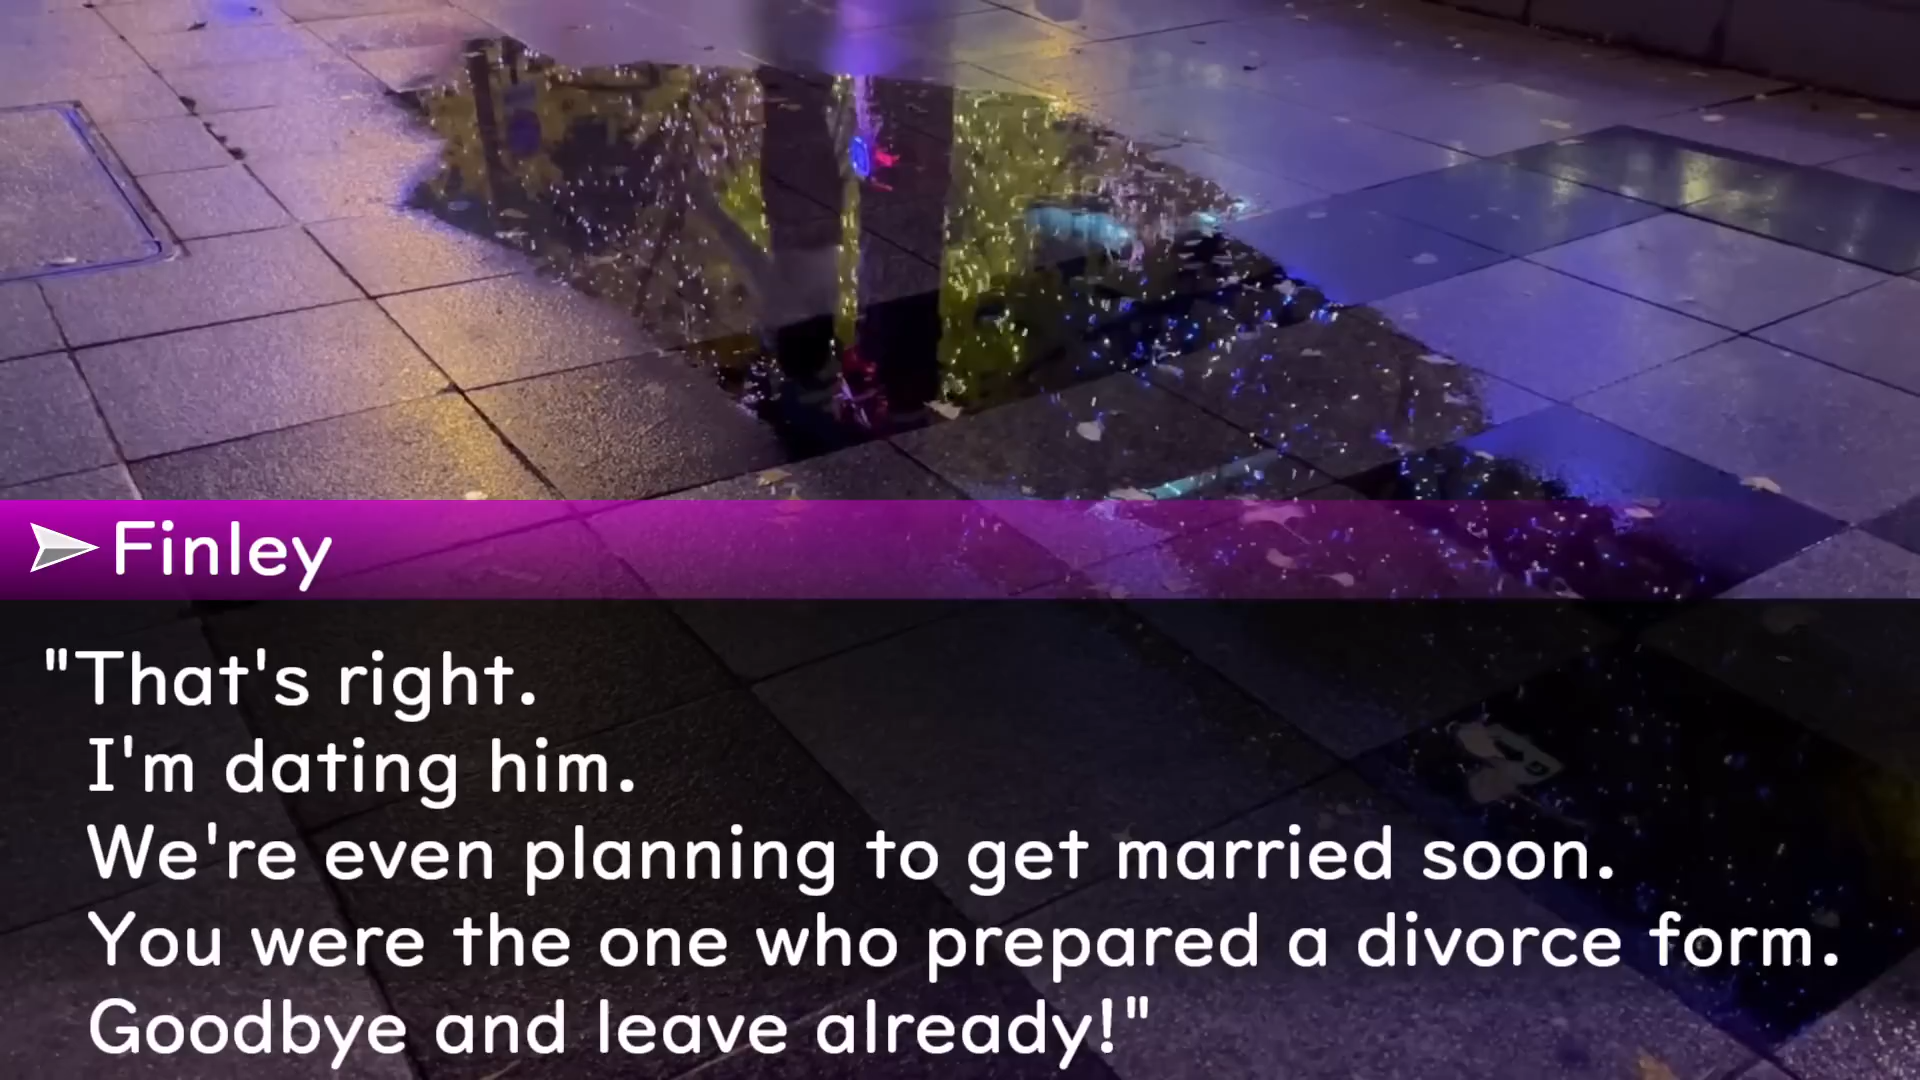 Finley
"That's right.
I'm dating him.
We're even planning to get married soon.
You were the one who prepared a divorce form.
Goodbye and leave already!"